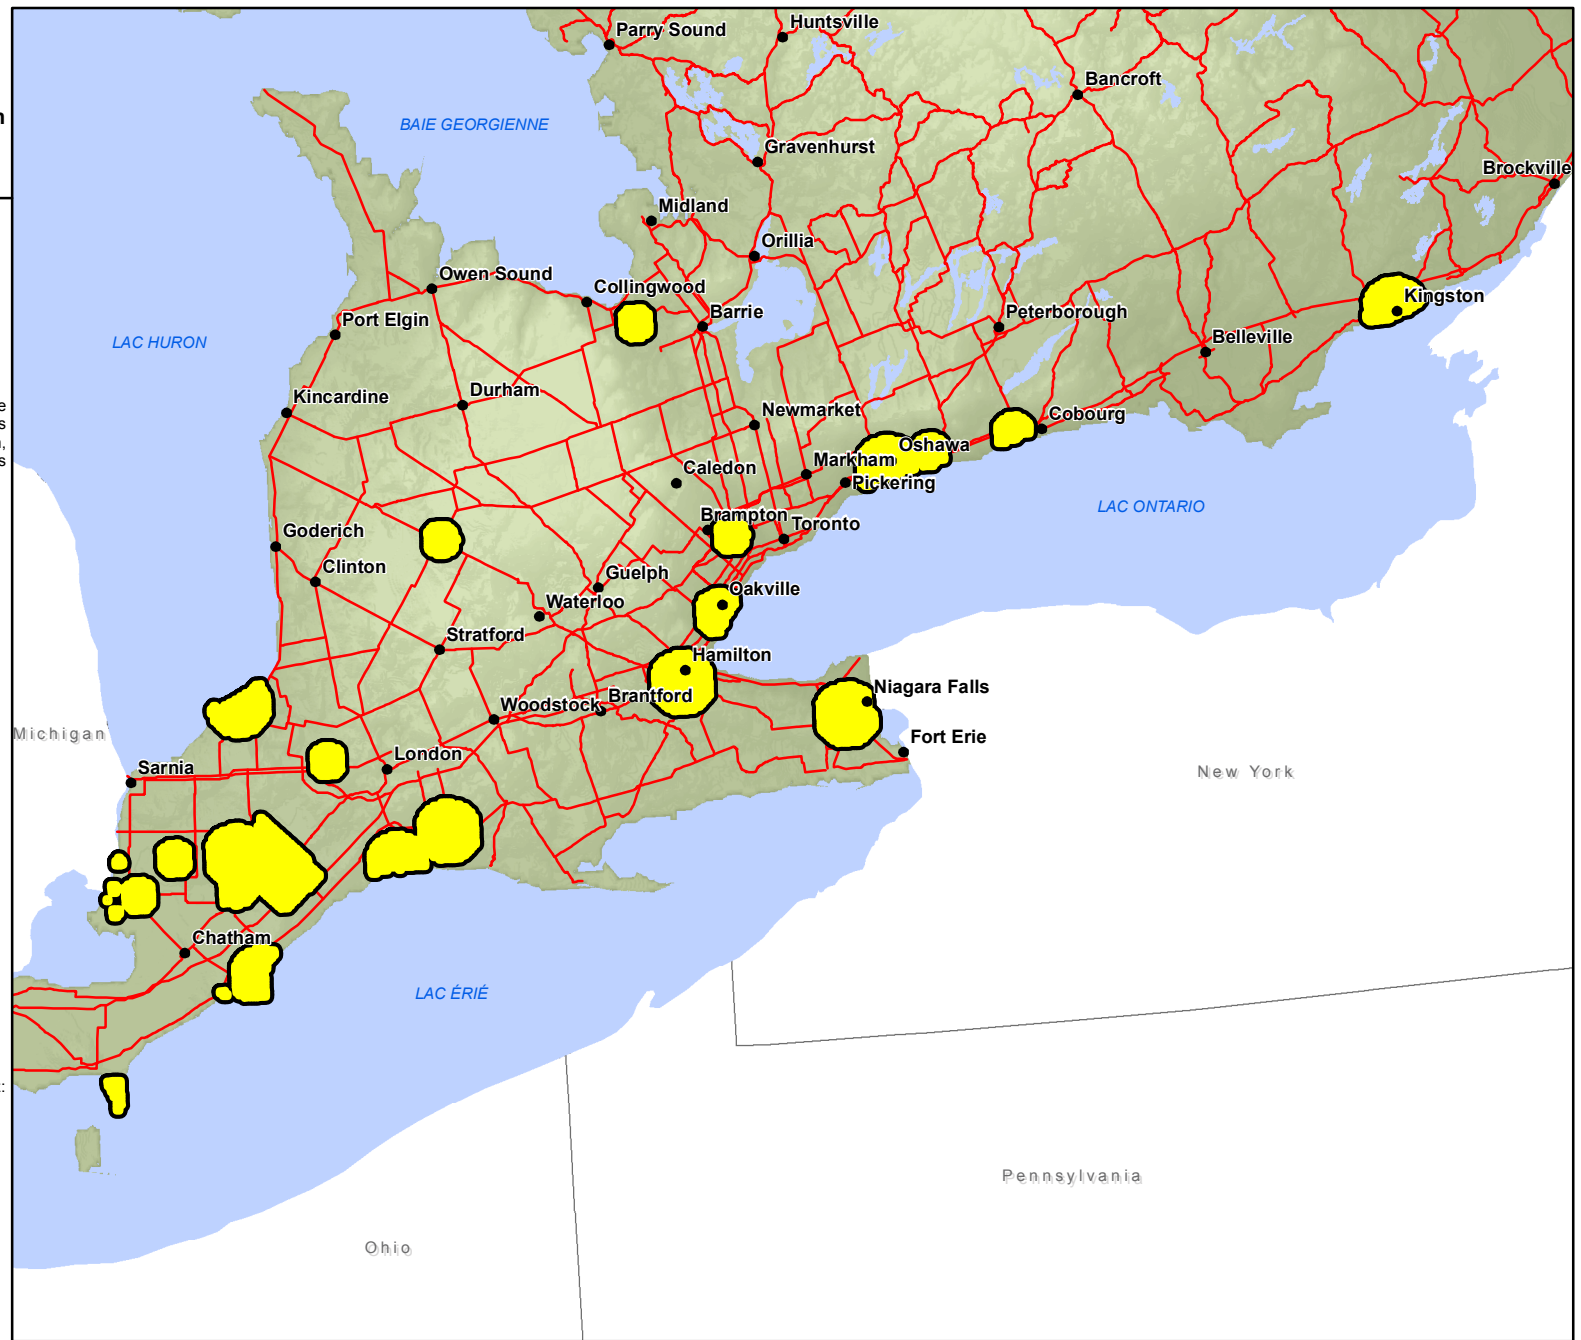 Parry Sound
Huntsville
Bancroft
n
BAIE GEORGIENNE
Gravenhurst
Brockville
Midland
Orillia
Owen Sound
Collingwood
Kingston
Port Elgin
Barrie
Peterborough
LAC HURON
Belleville
Kincardine
Durham
Newmarket
Cobourg
e
s
,
s
Oshawa
Markham
Caledon
Pickering
LAC ONTARIO
Brampton
Toronto
Goderich
Clinton
Guelph
Oakville
Waterloo
Stratford
Hamilton
Niagara Falls
Brantford
Woodstock
Michigan
Fort Erie
London
Sarnia
New York
Chatham
LAC ÉRIÉ
:
Pennsylvania
Ohio